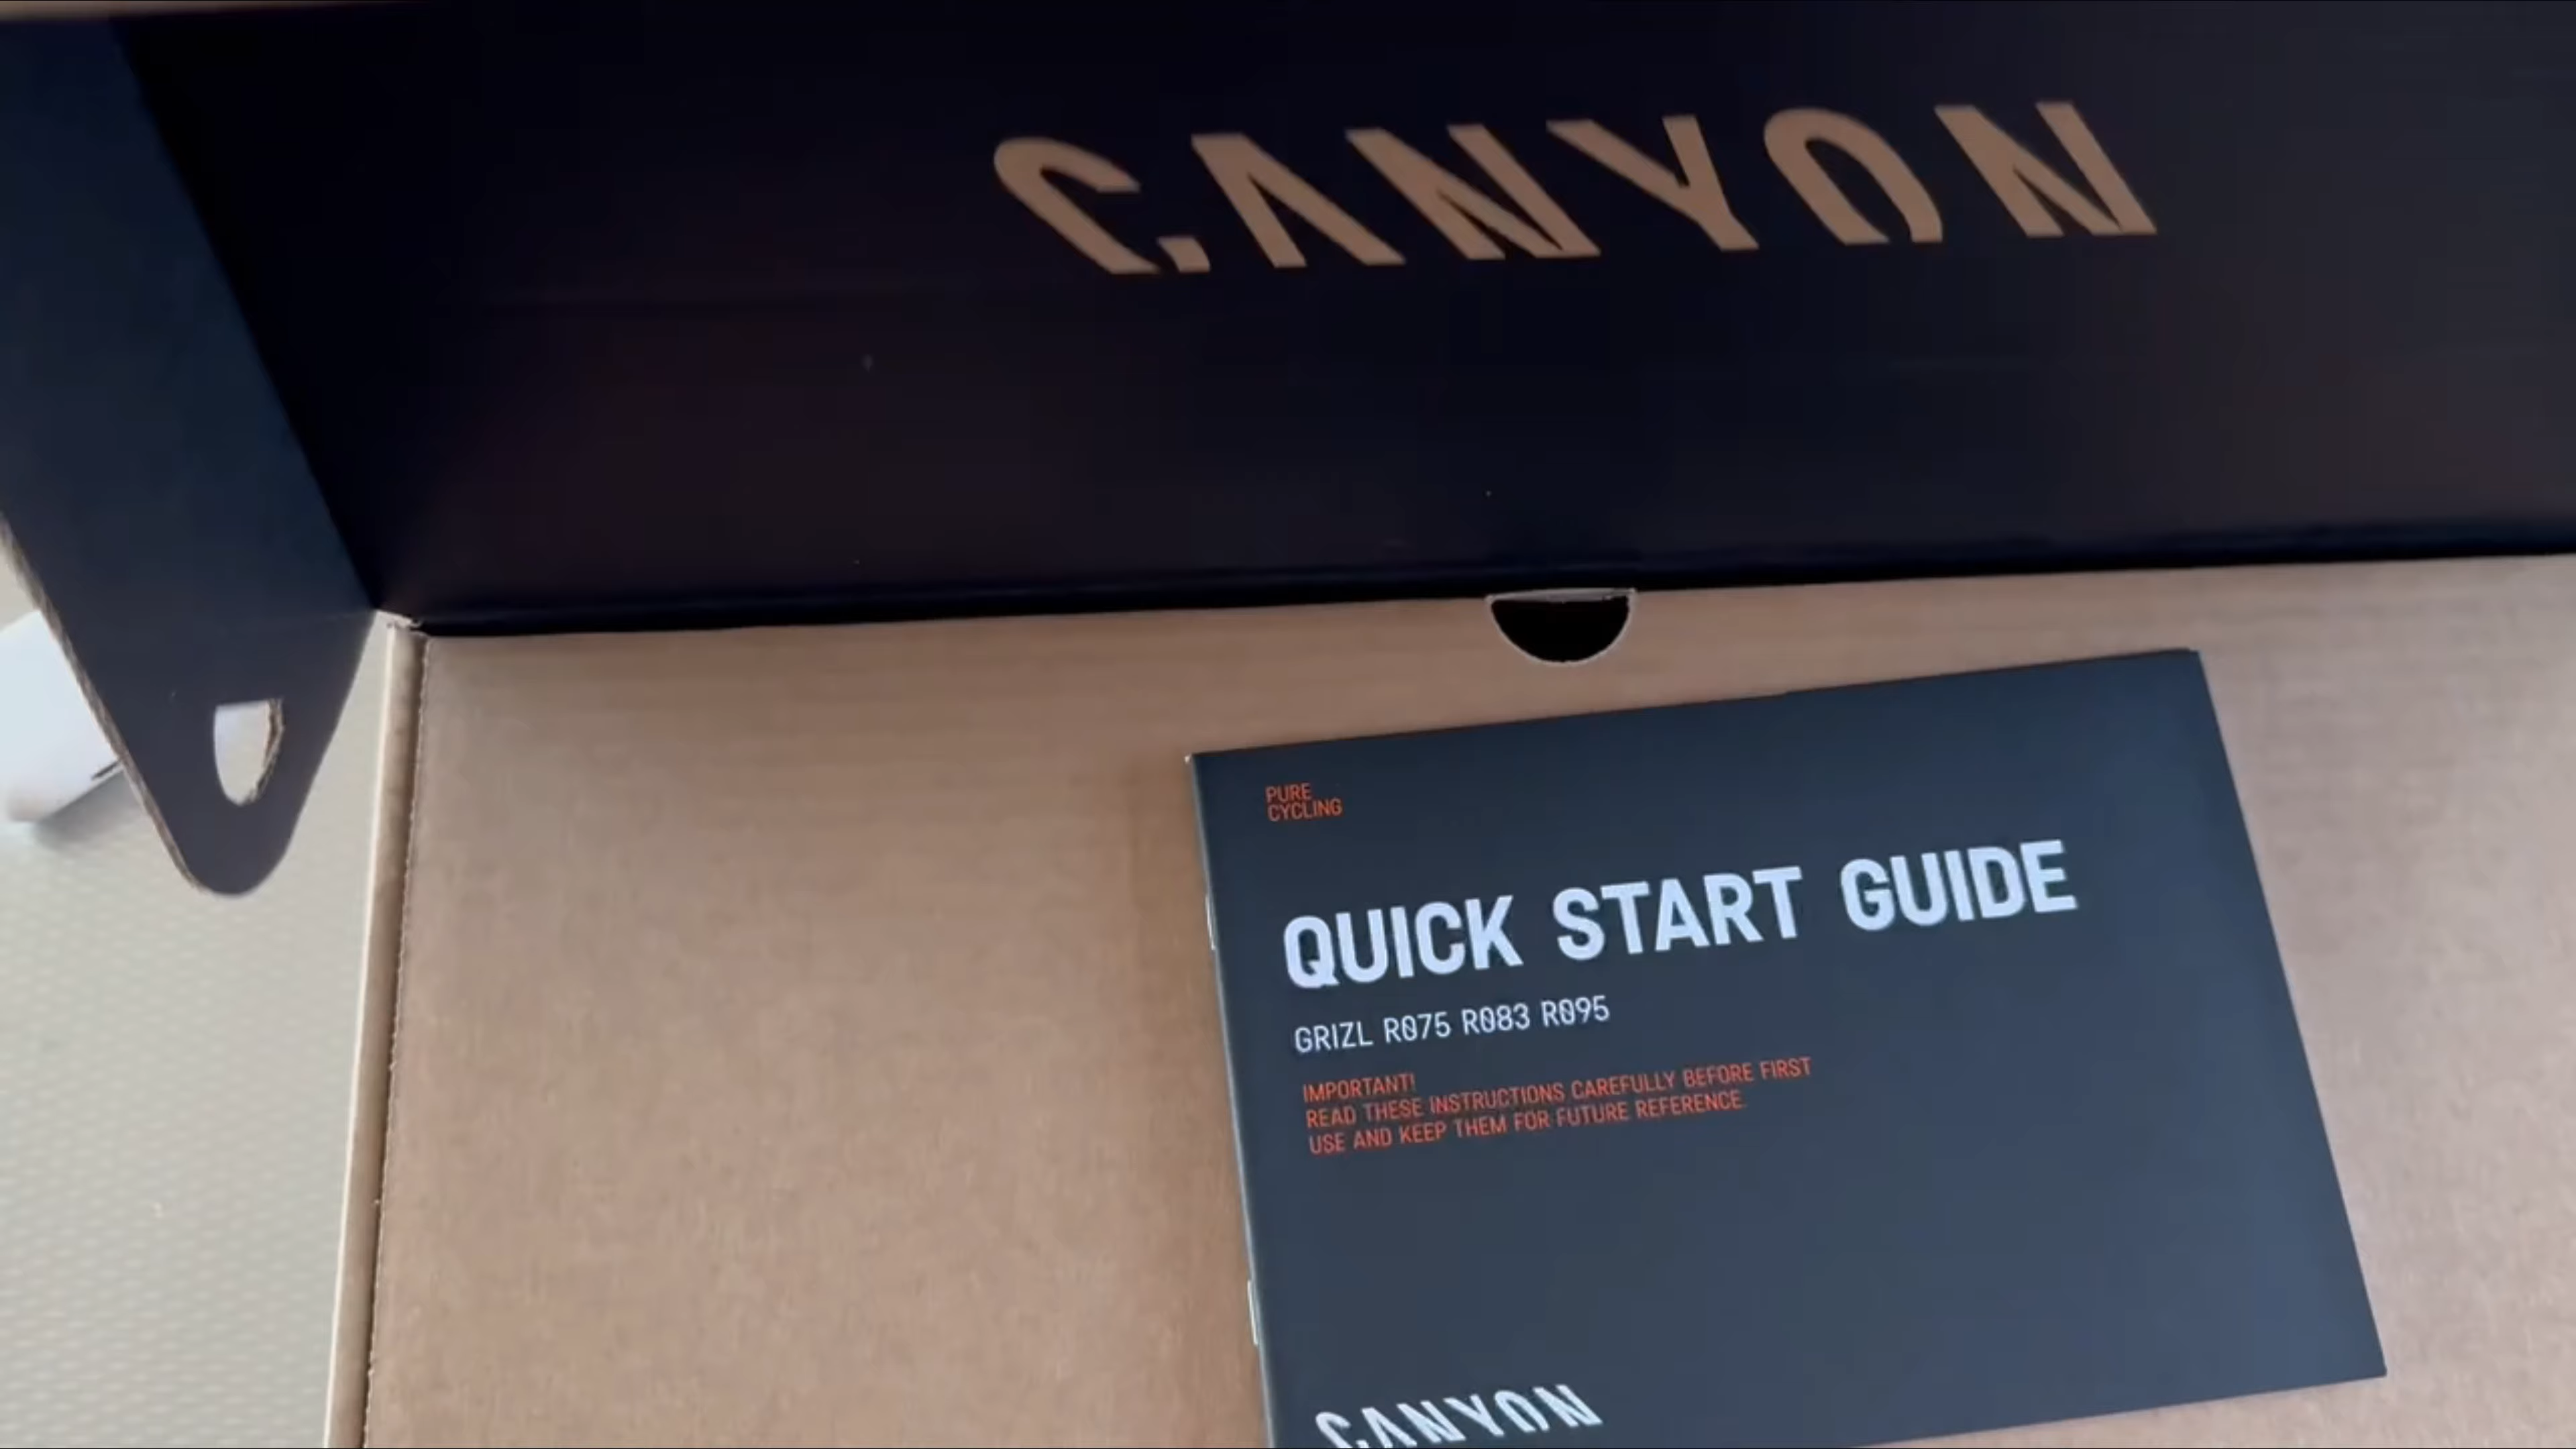 CANYON
PURE
CYCLING
QUICK START GUIDE
GRIZL R075 R083 R095
IMPORTANT!
READ THESE INSTRUCTIONS CAREFULLY BEFORE FIRST
USE AND KEEP THEM FOR FUTURE REFERENCE.
CANYON